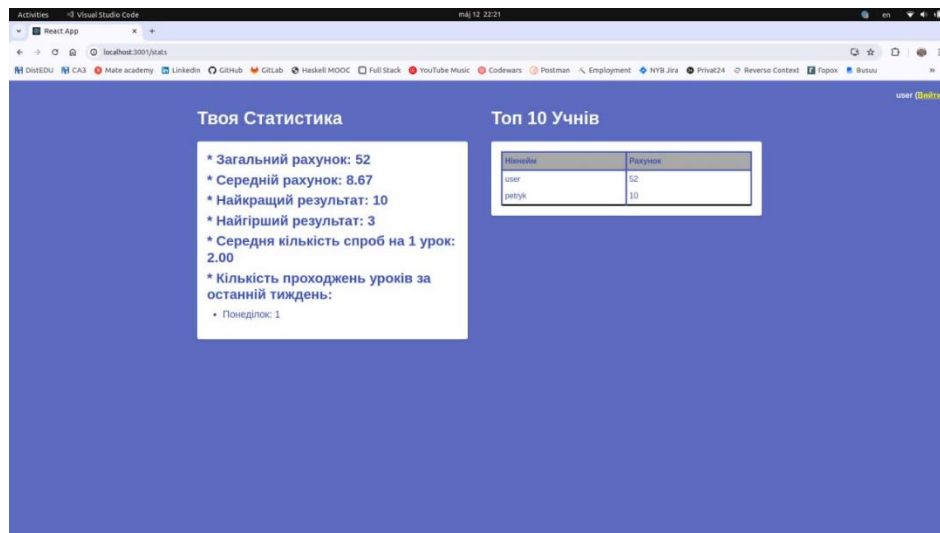 Activities Visual Studio Code máj 12 22:21 en
React App
localhost:3001/stats
DistEDU CA3 Mate academy LinkedIn GitHub GitLab Haskell MOOC Full Stack YouTube Music Codewars Postman Employment NYB Jira Privat24 Reverso Context Горох Busuu
user (Вийти
Твоя Статистика
* Загальний рахунок: 52
* Середній рахунок: 8.67
* Найкращий результат: 10
* Найгірший результат: 3
* Середня кількість спроб на 1 урок:
2.00
* Кількість проходжень уроків за
останній тиждень:
• Понеділок: 1
Топ 10 Учнів
Нікнейм Рахунок
user 52
petryk 10